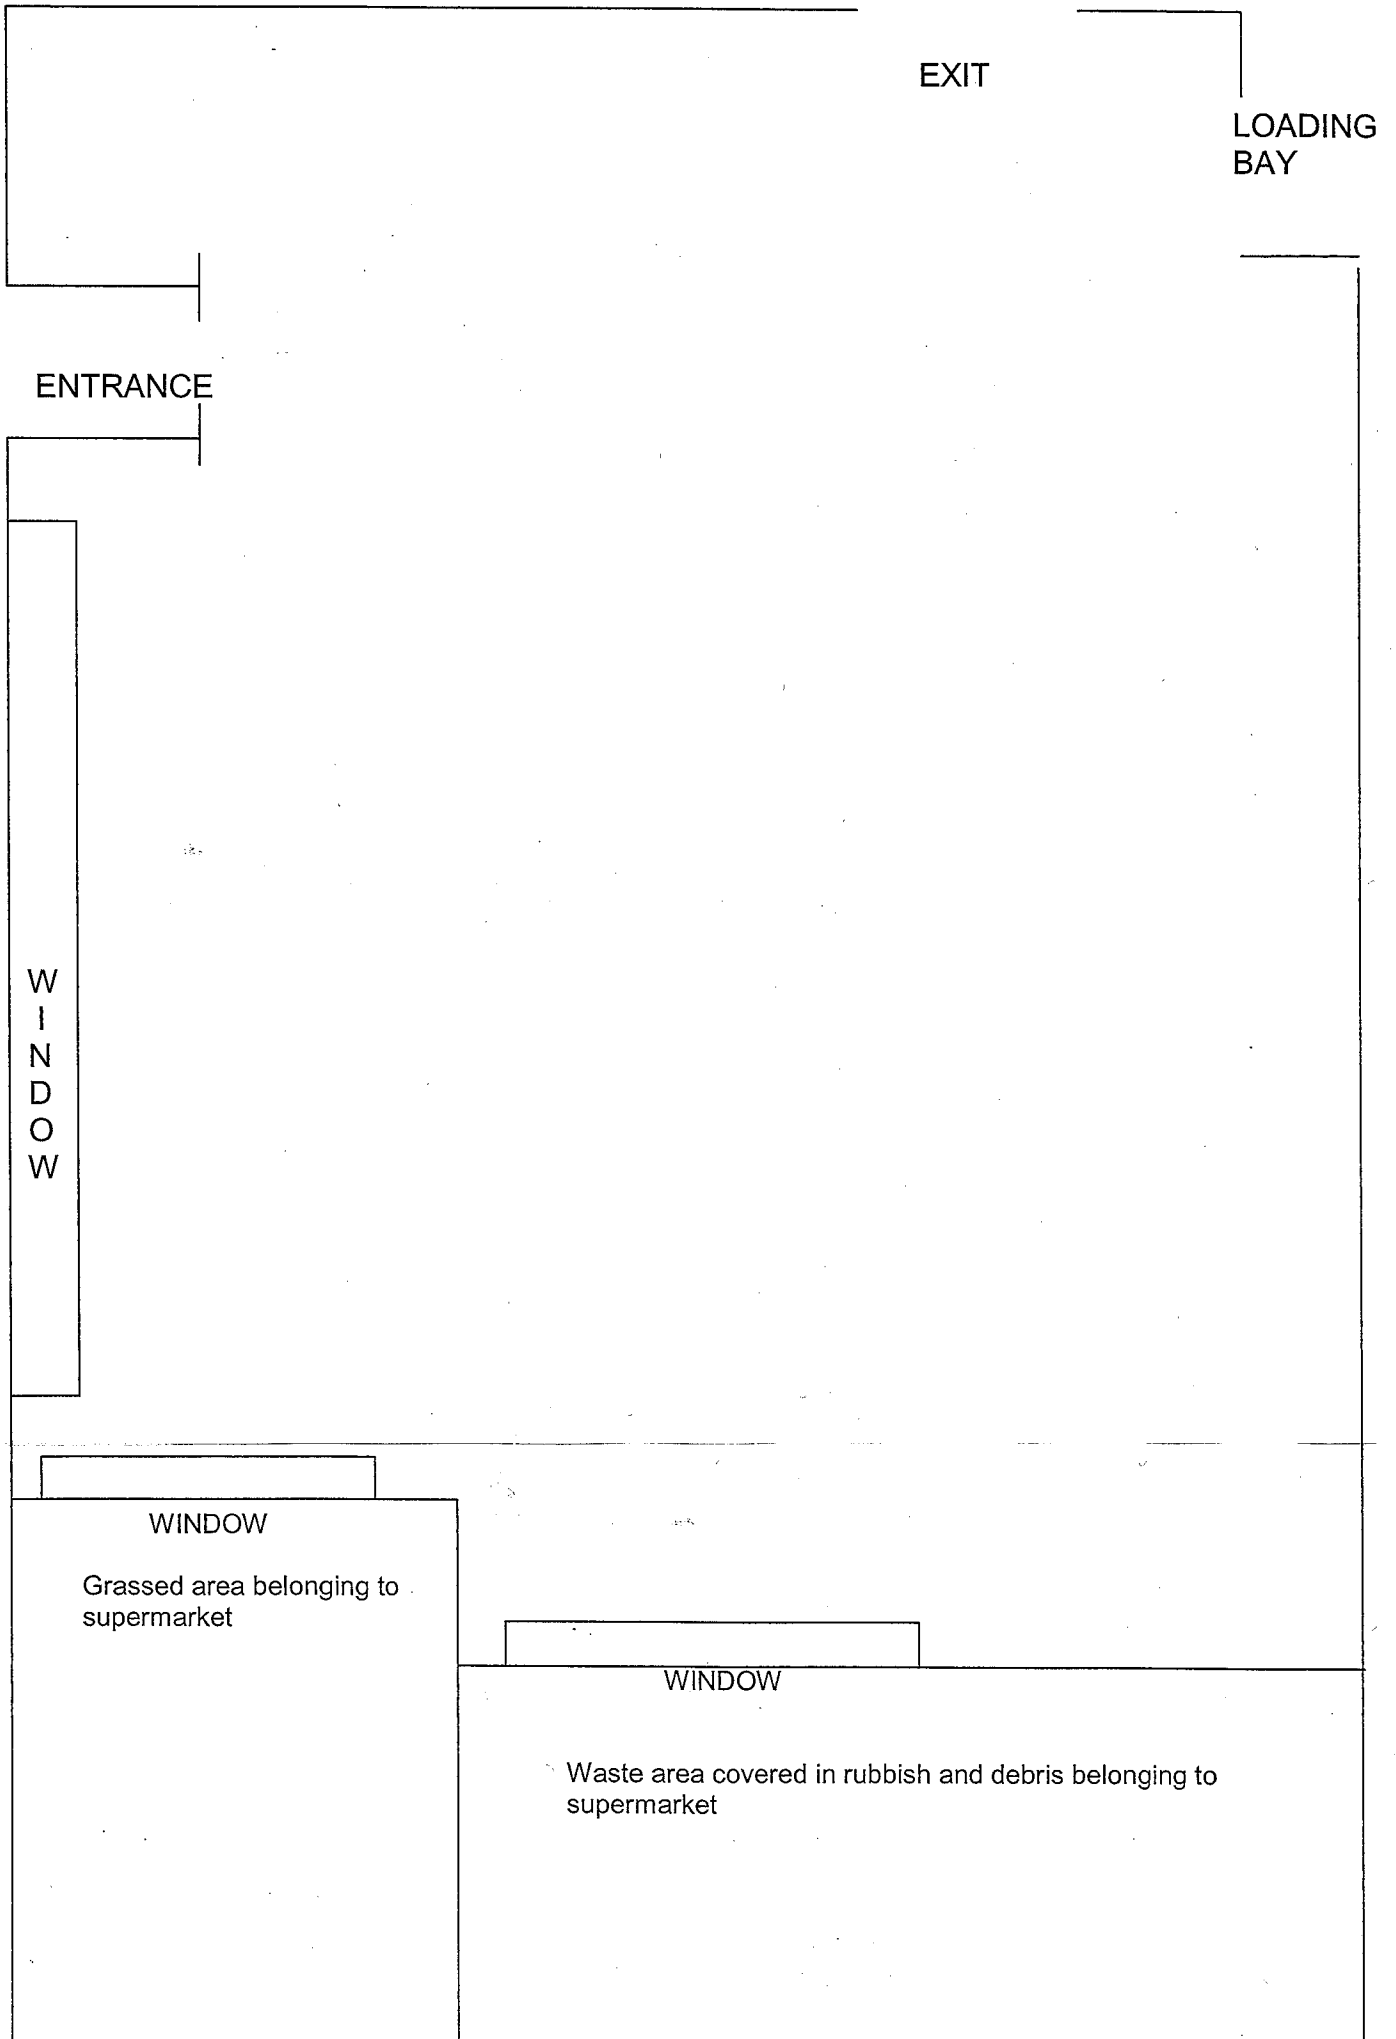 EXIT
LOADING
BAY
ENTRANCE
W
I
N
D
O
W
WINDOW
Grassed area belonging to
supermarket
WINDOW
Waste area covered in rubbish and debris belonging to
supermarket